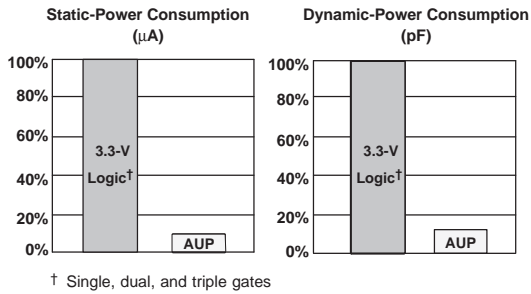 Static-Power Consumption
(μA)
100%
80%
60%
40%
20%
0%
3.3-V
Logic†
AUP
Dynamic-Power Consumption
(pF)
100%
80%
60%
40%
20%
0%
3.3-V
Logic†
AUP
† Single, dual, and triple gates